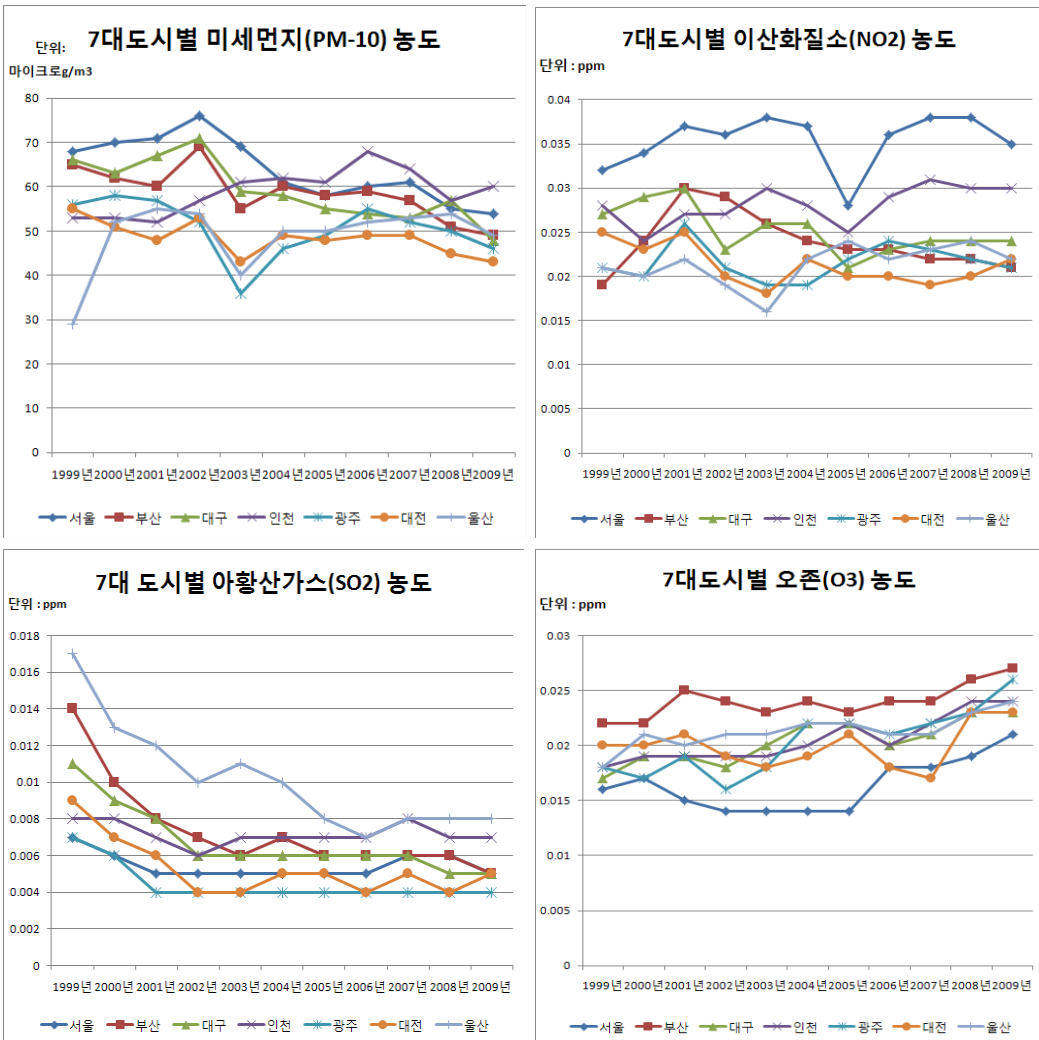 7대도시별 미세먼지(PM-10) 농도
단위:
마이크로g/m3
80
70
60
50
40
30
20
10
0
1999년 2000년 2001년 2002년 2003년 2004년 2005년 2006년 2007년 2008년 2009년
서울 부산 대구 인천 광주 대전 울산
7대도시별 이산화질소(NO2) 농도
단위 : ppm
0.04
0.035
0.03
0.025
0.02
0.015
0.01
0.005
0
1999년 2000년 2001년 2002년 2003년 2004년 2005년 2006년 2007년 2008년 2009년
서울 부산 대구 인천 광주 대전 울산
7대 도시별 아황산가스(SO2) 농도
단위 : ppm
0.018
0.016
0.014
0.012
0.01
0.008
0.006
0.004
0.002
0
1999년 2000년 2001년 2002년 2003년 2004년 2005년 2006년 2007년 2008년 2009년
서울 부산 대구 인천 광주 대전 울산
7대도시별 오존(O3) 농도
단위 : ppm
0.03
0.025
0.02
0.015
0.01
0.005
0
1999년 2000년 2001년 2002년 2003년 2004년 2005년 2006년 2007년 2008년 2009년
서울 부산 대구 인천 광주 대전 울산